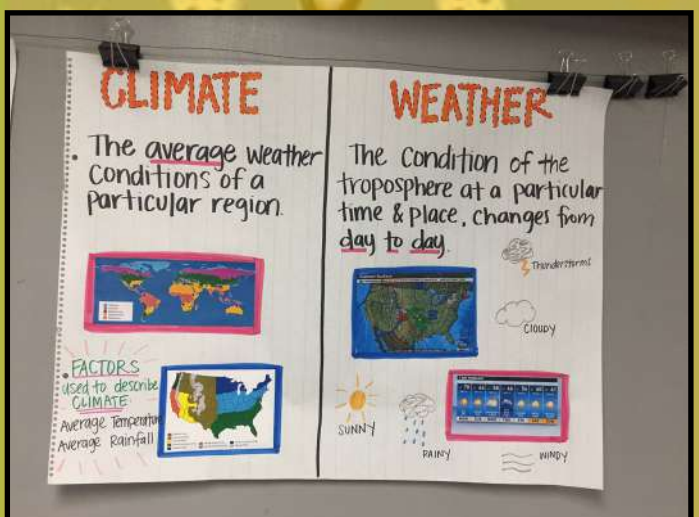 CLIMATE
The average weather
conditions of a
particular region.
FACTORS
used to describe
CLIMATE
Average Temperature
Average Rainfall
WEATHER
The condition of the
troposphere at a particular
time & place, changes from
day to day.
Thunderstorms
CLOUDY
SUNNY
RAINY
WINDY